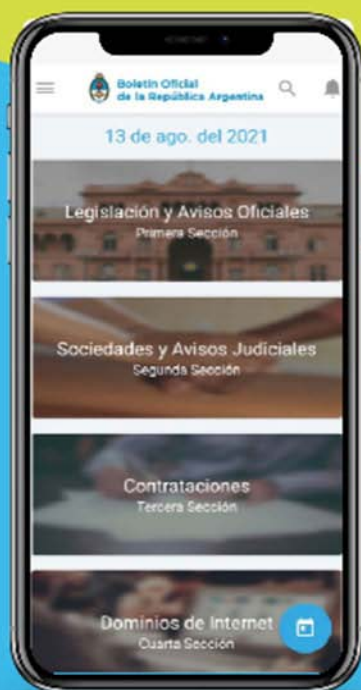 Boletín Oficial
de la República Argentina
13 de ago. del 2021
Legislación y Avisos Oficiales
Primera Sección
Sociedades y Avisos Judiciales
Segunda Sección
Contrataciones
Tercera Sección
Dominios de Internet
Cuarta Sección